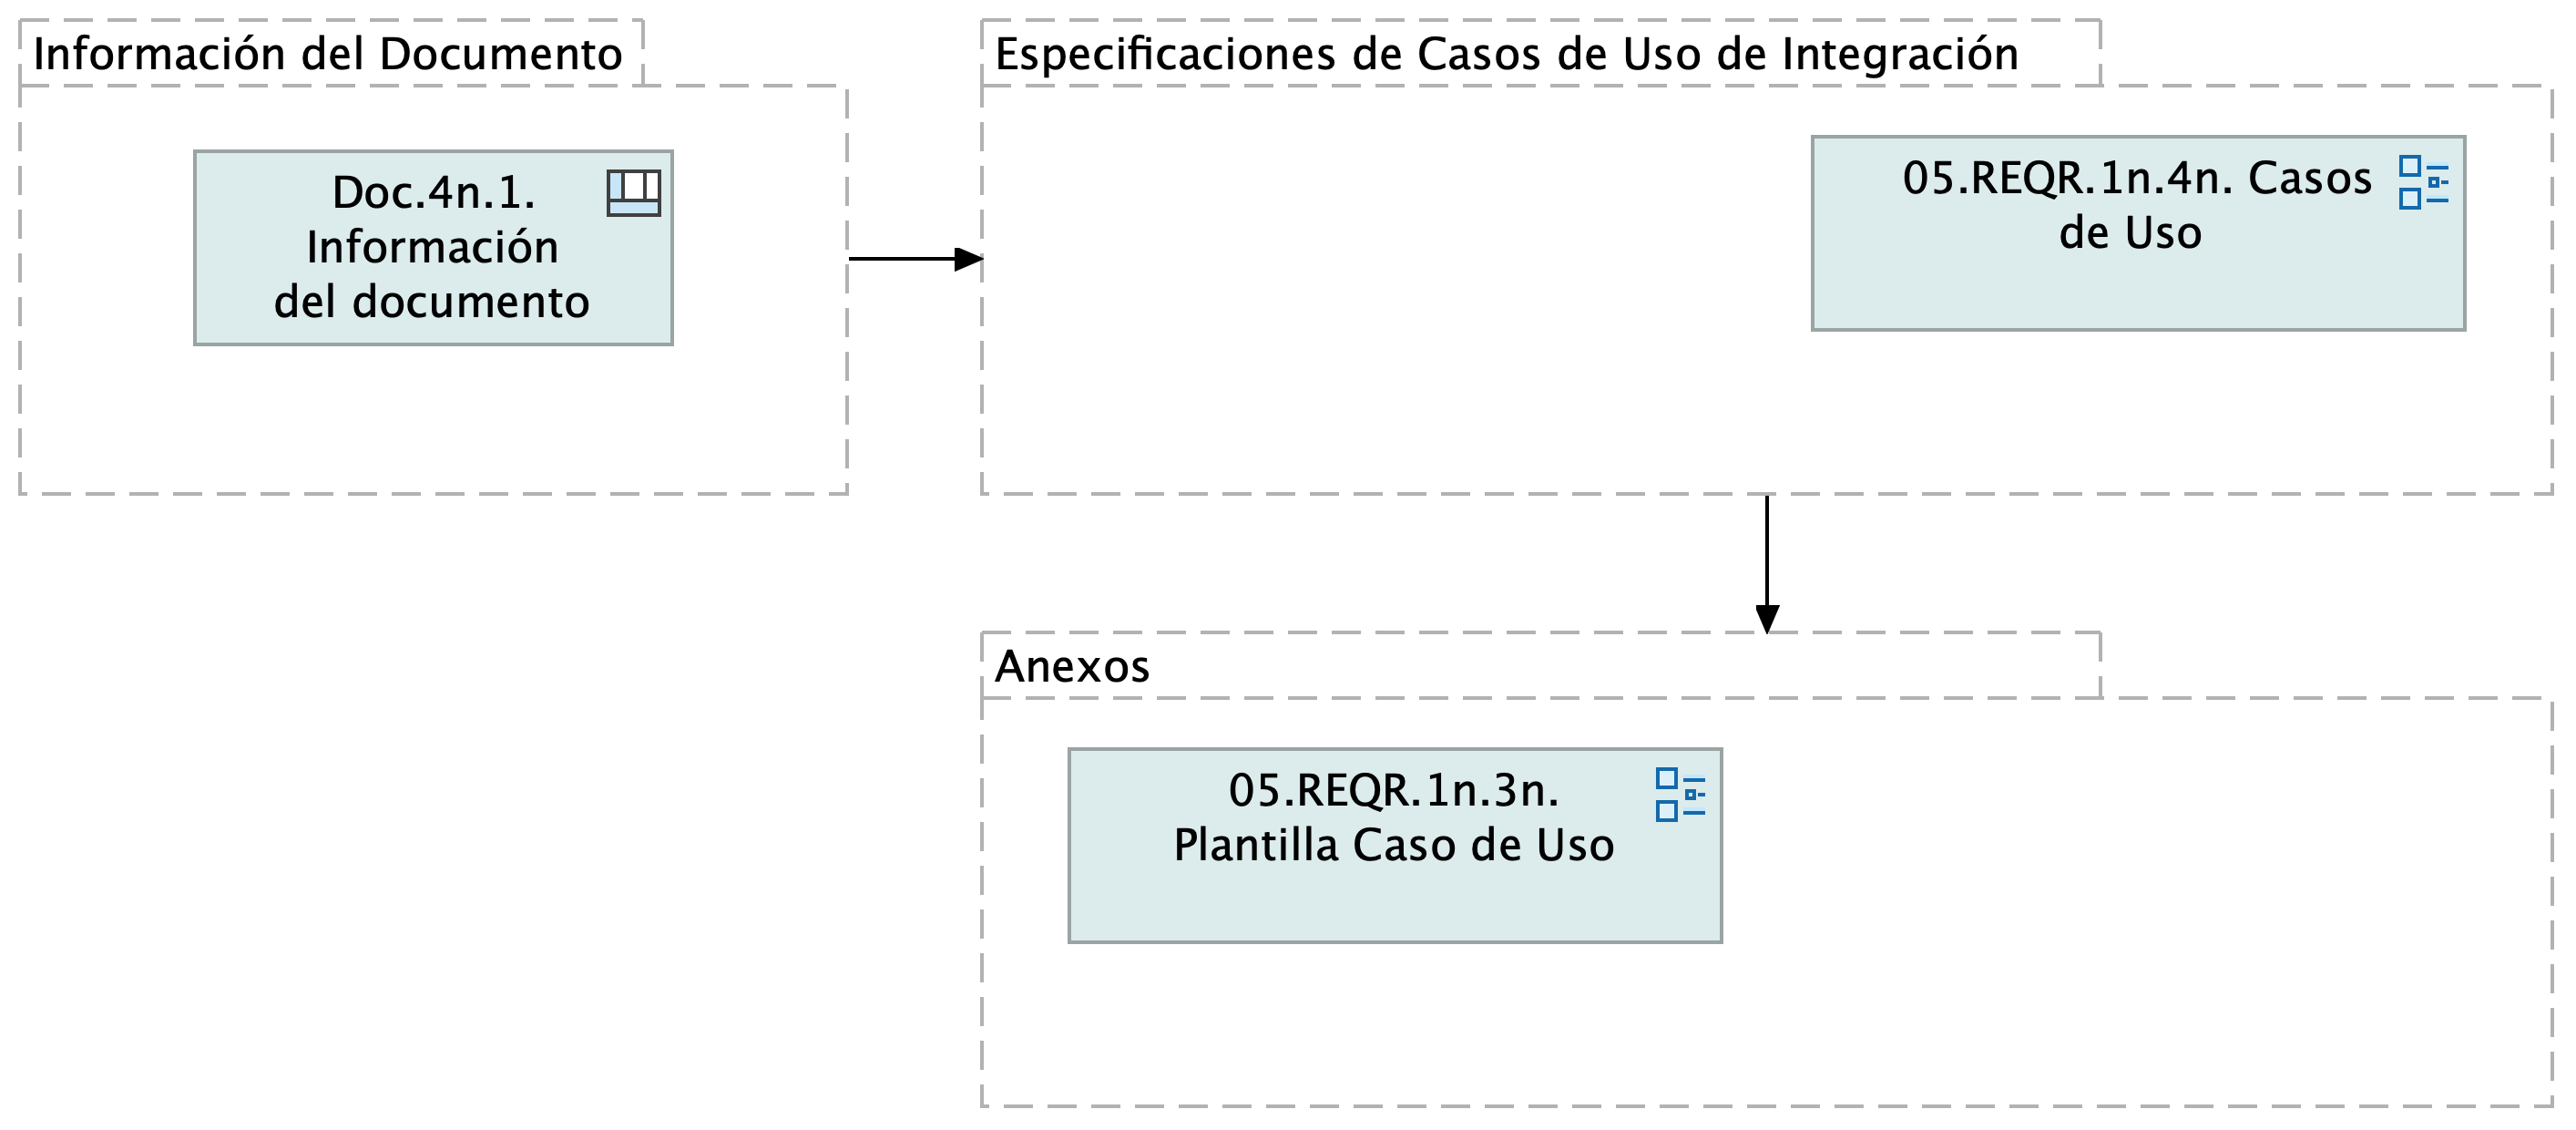 Información del Documento
Doc.4n.1.
Información
del documento
Especificaciones de Casos de Uso de Integración
05.REQR.1n.4n. Casos
de Uso
Anexos
05.REQR.1n.3n.
Plantilla Caso de Uso